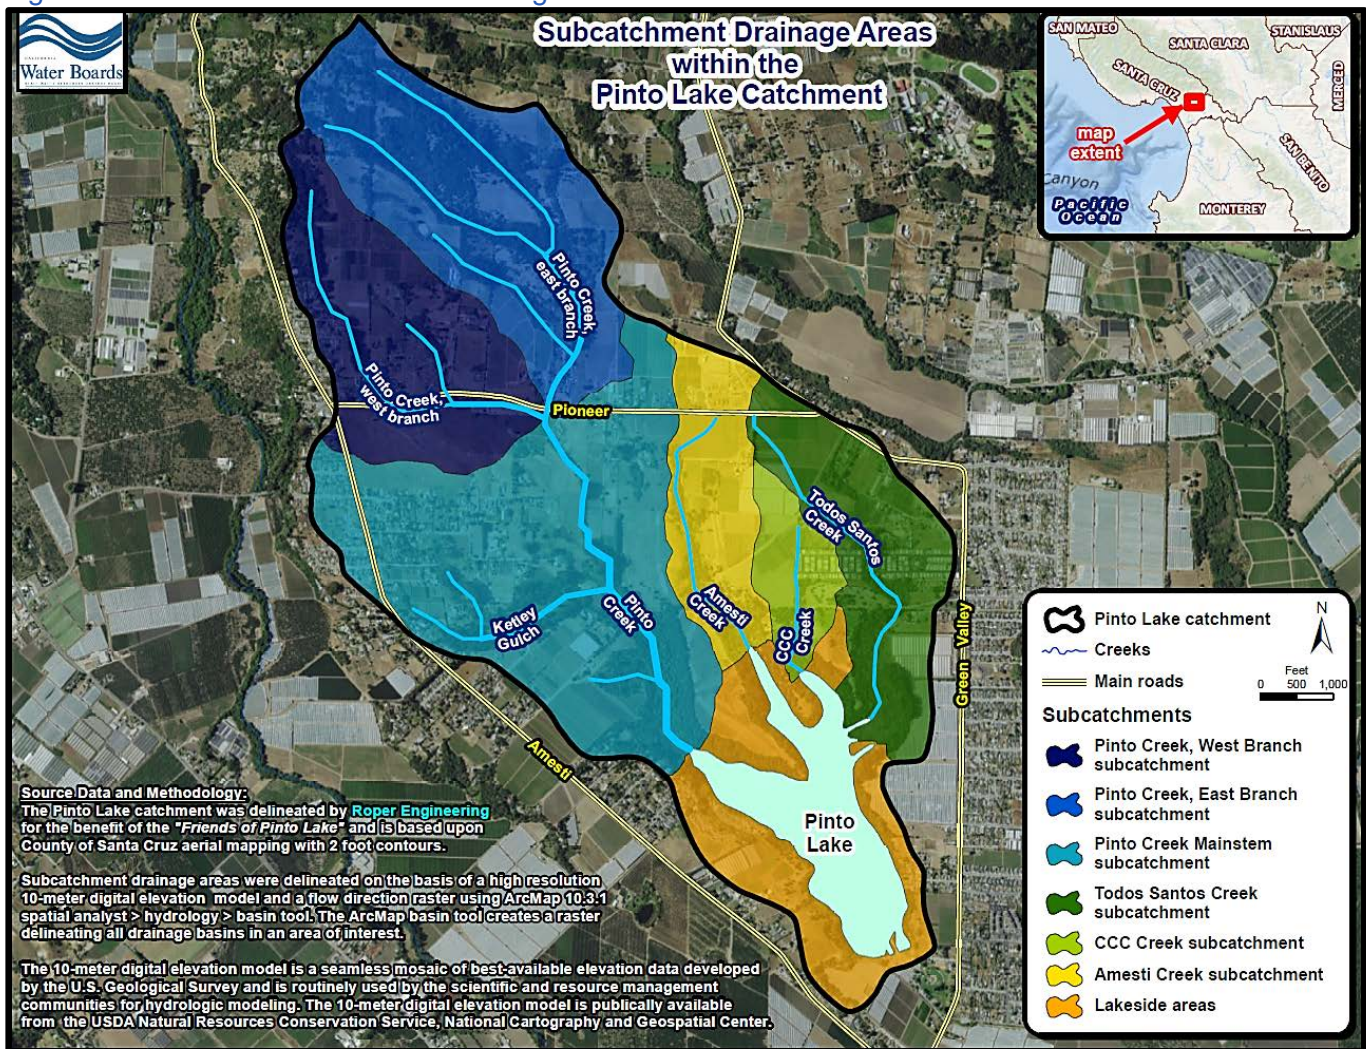 Subcatchment Drainage Areas
within the
Pinto Lake Catchment
CALIFORNIA
Water Boards
SAN MATEO
SANTA CLARA
STANISLAUS
SANTA CRUZ
MERCED
map
extent
SAN BENITO
Canyon
Pacific
Ocean
MONTEREY
Pinto Creek,
east branch
Pinto Creek,
west branch
Pioneer
Todos Santos
Creek
Amesti
Creek
CCC
Creek
Pinto
Creek
Ketley
Gulch
Green - Valley
Amesti
Pinto
Lake
Source Data and Methodology:
The Pinto Lake catchment was delineated by Roper Engineering
for the benefit of the "Friends of Pinto Lake" and is based upon
County of Santa Cruz aerial mapping with 2 foot contours.
Subcatchment drainage areas were delineated on the basis of a high resolution
10-meter digital elevation model and a flow direction raster using ArcMap 10.3.1
spatial analyst > hydrology > basin tool. The ArcMap basin tool creates a raster
delineating all drainage basins in an area of interest.
The 10-meter digital elevation model is a seamless mosaic of best-available elevation data developed
by the U.S. Geological Survey and is routinely used by the scientific and resource management
communities for hydrologic modeling. The 10-meter digital elevation model is publically available
from the USDA Natural Resources Conservation Service, National Cartography and Geospatial Center.
Pinto Lake catchment
Creeks
Main roads
N
Feet
0 500 1,000
Subcatchments
Pinto Creek, West Branch
subcatchment
Pinto Creek, East Branch
subcatchment
Pinto Creek Mainstem
subcatchment
Todos Santos Creek
subcatchment
CCC Creek subcatchment
Amesti Creek subcatchment
Lakeside areas